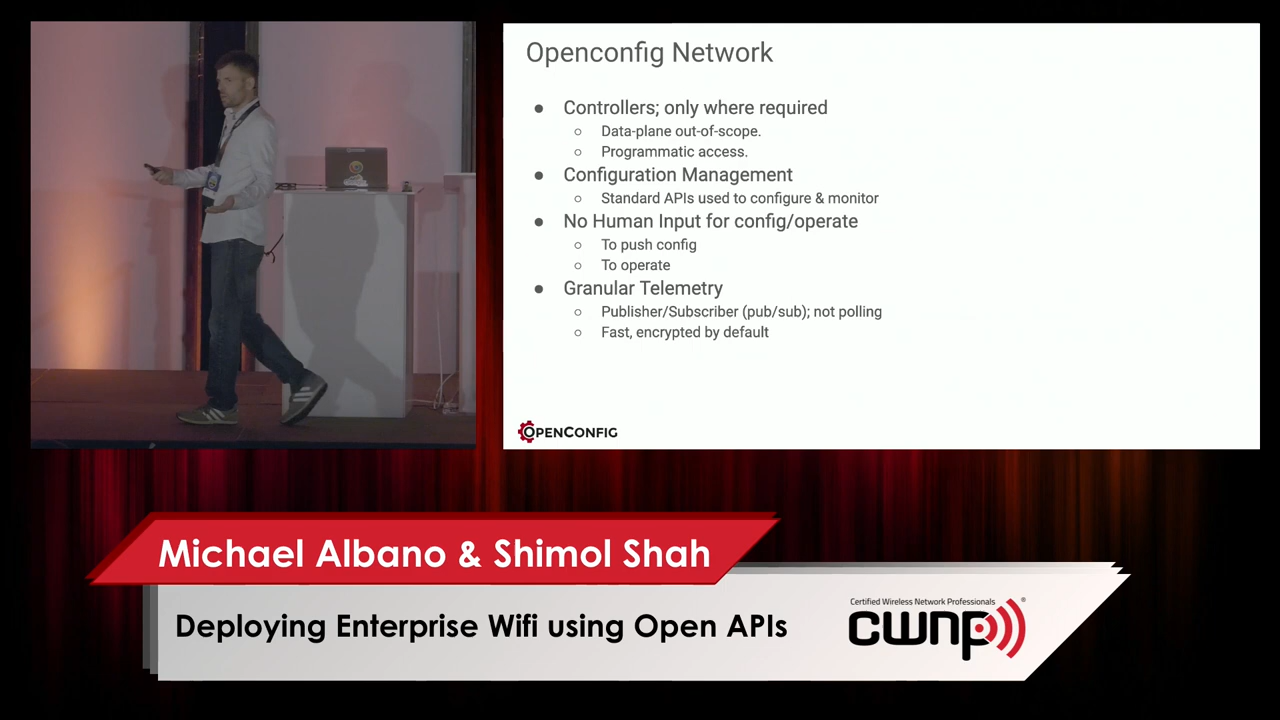 Openconfig Network
● Controllers; only where required
○ Data-plane out-of-scope.
○ Programmatic access.
● Configuration Management
○ Standard APIs used to configure & monitor
● No Human Input for config/operate
○ To push config
○ To operate
● Granular Telemetry
○ Publisher/Subscriber (pub/sub); not polling
○ Fast, encrypted by default
OPENCONFIG
Michael Albano & Shimol Shah
Deploying Enterprise Wifi using Open APIs
Certified Wireless Network Professionals
cwnp®